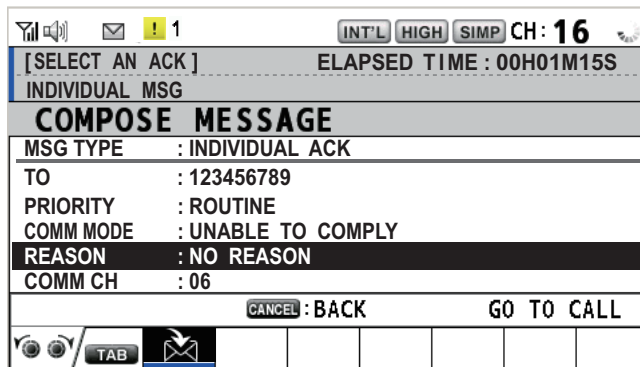 ! 1 INT'L HIGH SIMP CH: 16
[SELECT AN ACK] ELAPSED TIME : 00H01M15S
INDIVIDUAL MSG
COMPOSE MESSAGE
MSG TYPE : INDIVIDUAL ACK
TO : 123456789
PRIORITY : ROUTINE
COMM MODE : UNABLE TO COMPLY
REASON : NO REASON
COMM CH : 06
CANCEL : BACK GO TO CALL
/ TAB